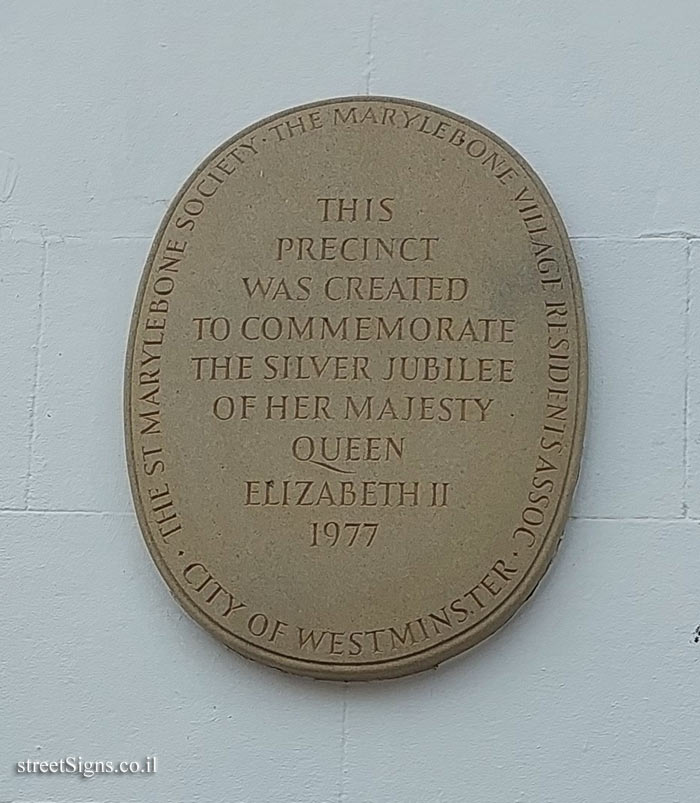 THE ST MARYLEBONE SOCIETY · THE MARYLEBONE VILLAGE RESIDENTS ASSOC ·
THIS
PRECINCT
WAS CREATED
TO COMMEMORATE
THE SILVER JUBILEE
OF HER MAJESTY
QUEEN
ELIZABETH II
1977
· CITY OF WESTMINSTER ·
streetSigns.co.il